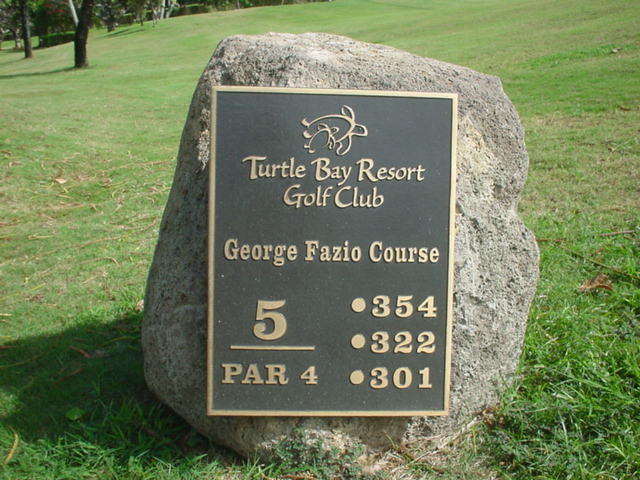 Turtle Bay Resort
Golf Club
George Fazio Course
5
PAR 4
354
322
301